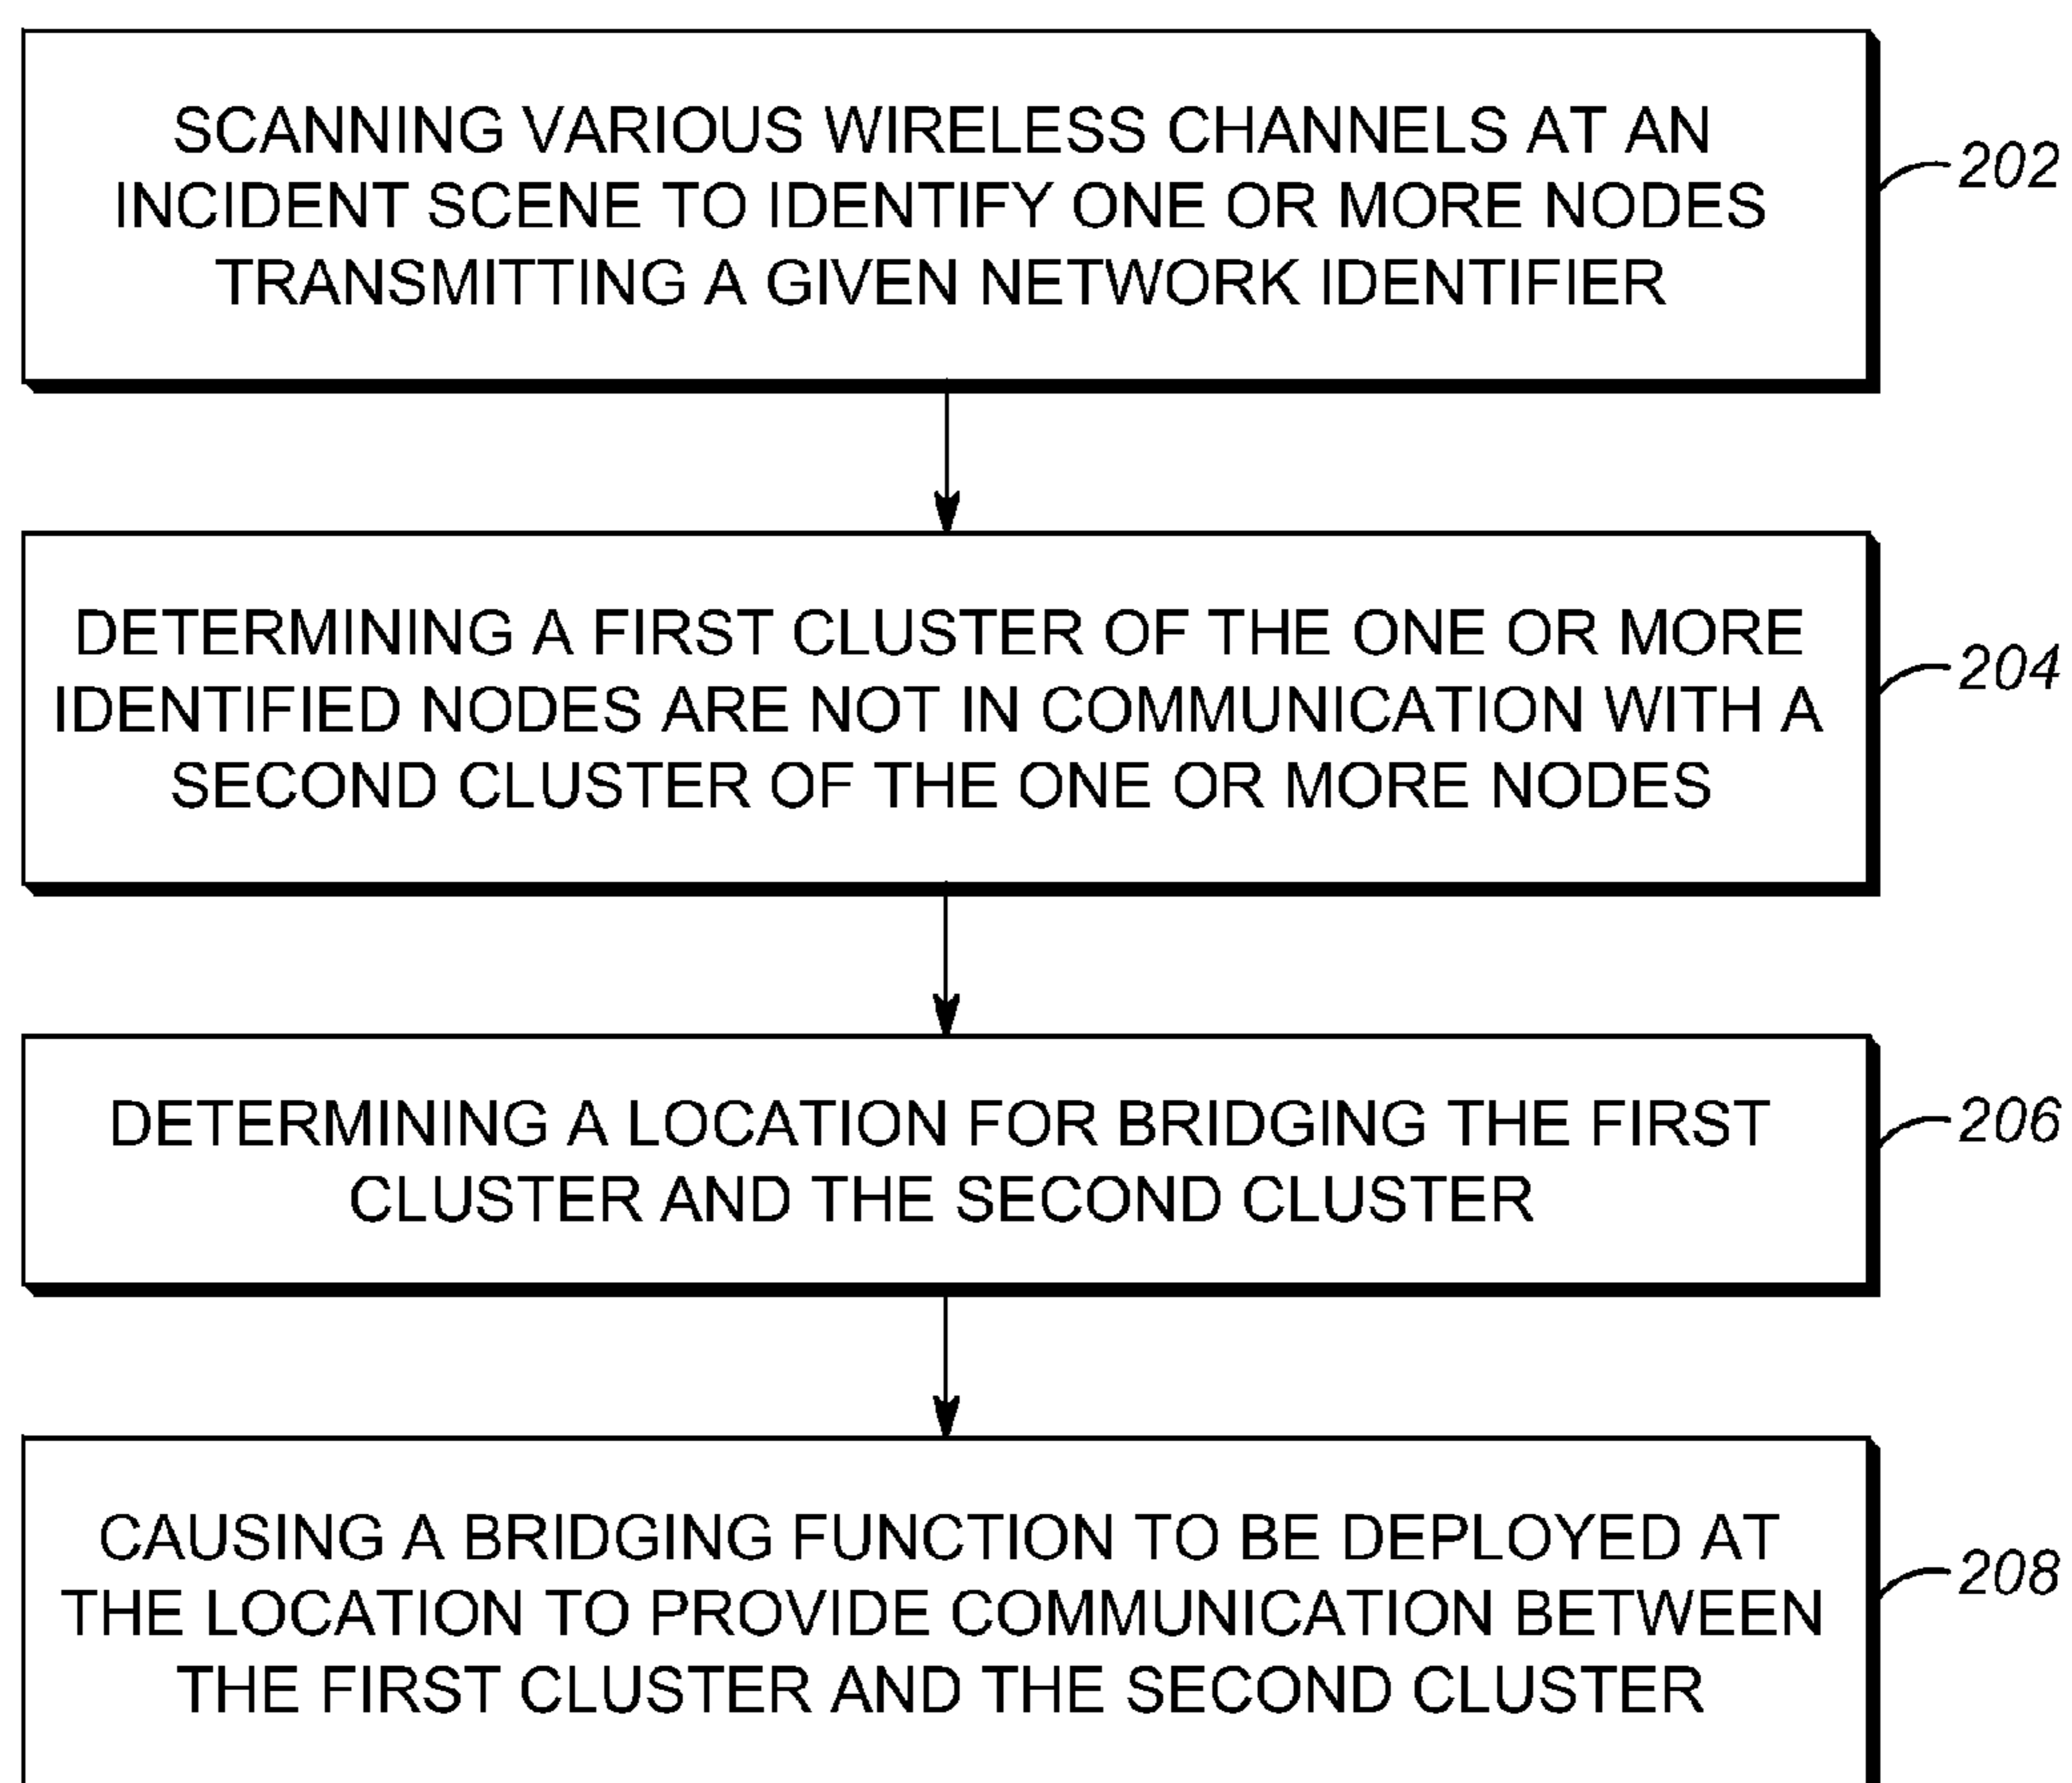 SCANNING VARIOUS WIRELESS CHANNELS AT AN
INCIDENT SCENE TO IDENTIFY ONE OR MORE NODES
TRANSMITTING A GIVEN NETWORK IDENTIFIER
202
DETERMINING A FIRST CLUSTER OF THE ONE OR MORE
IDENTIFIED NODES ARE NOT IN COMMUNICATION WITH A
SECOND CLUSTER OF THE ONE OR MORE NODES
204
DETERMINING A LOCATION FOR BRIDGING THE FIRST
CLUSTER AND THE SECOND CLUSTER
206
CAUSING A BRIDGING FUNCTION TO BE DEPLOYED AT
THE LOCATION TO PROVIDE COMMUNICATION BETWEEN
THE FIRST CLUSTER AND THE SECOND CLUSTER
208